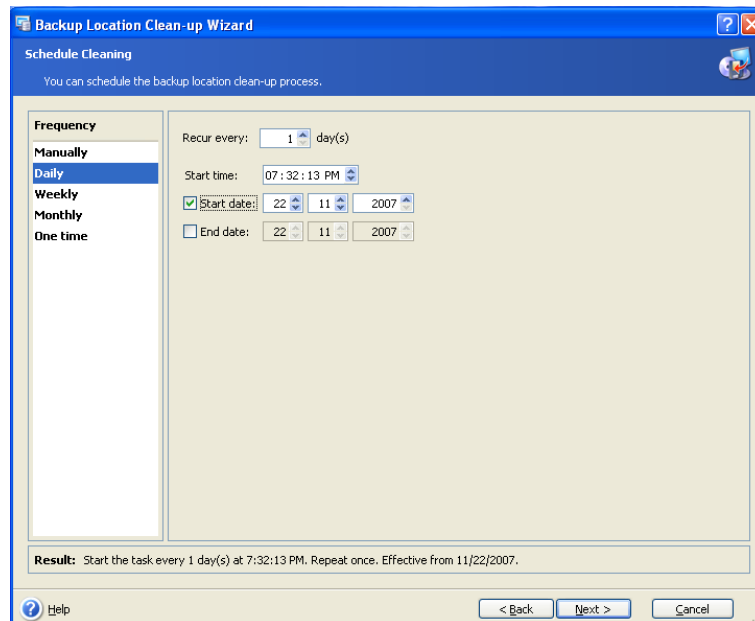 Backup Location Clean-up Wizard
Schedule Cleaning
You can schedule the backup location clean-up process.
Frequency
Manually
Daily
Weekly
Monthly
One time
Recur every: 1 day(s)
Start time: 07:32:13 PM
Start date: 22 11 2007
End date: 22 11 2007
Result: Start the task every 1 day(s) at 7:32:13 PM. Repeat once. Effective from 11/22/2007.
Help
< Back
Next >
Cancel